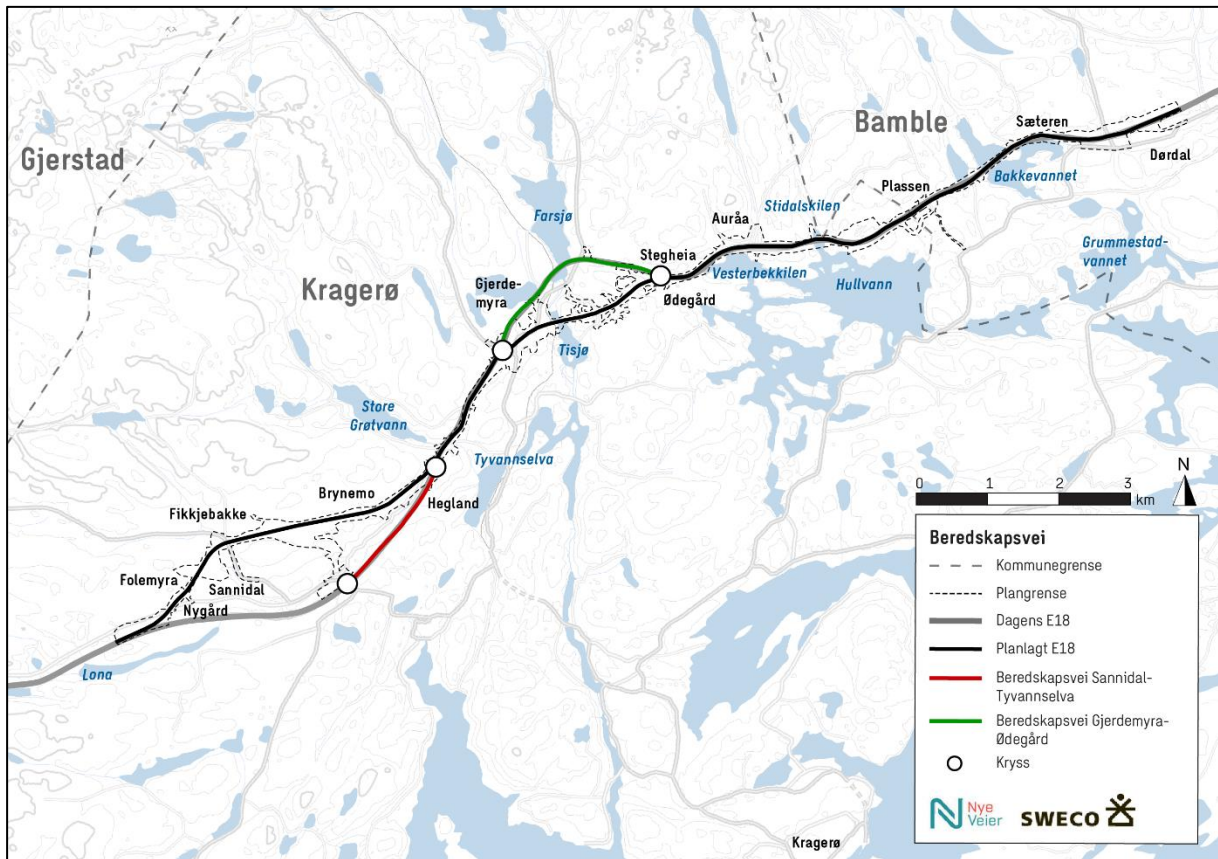 Gjerstad
Kragerø
Bamble
Sæteren
Dørdal
Bakkevannet
Plassen
Stidalskilen
Auråa
Grummestad-
vannet
Farsjø
Stegheia
Vesterbekkilen
Hullvann
Gjerde-
myra
Ødegård
Tisjø
Store
Grøtvann
Tyvannselva
Brynemo
Hegland
Fikkjebakke
Folemyra
Sannidal
Nygård
Lona
Kragerø
N
0 1 2 3
km
Beredskapsvei
Kommunegrense
Plangrense
Dagens E18
Planlagt E18
Beredskapsvei Sannidal-
Tyvannselva
Beredskapsvei Gjerdemyra-
Ødegård
Kryss
Nye
Veier
SWECO